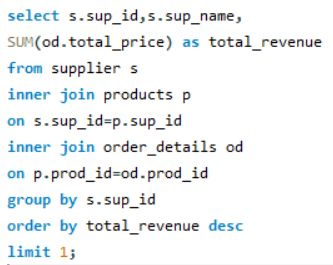 select s.sup_id,s.sup_name,
SUM(od.total_price) as total_revenue
from supplier s
inner join products p
on s.sup_id=p.sup_id
inner join order_details od
on p.prod_id=od.prod_id
group by s.sup_id
order by total_revenue desc
limit 1;